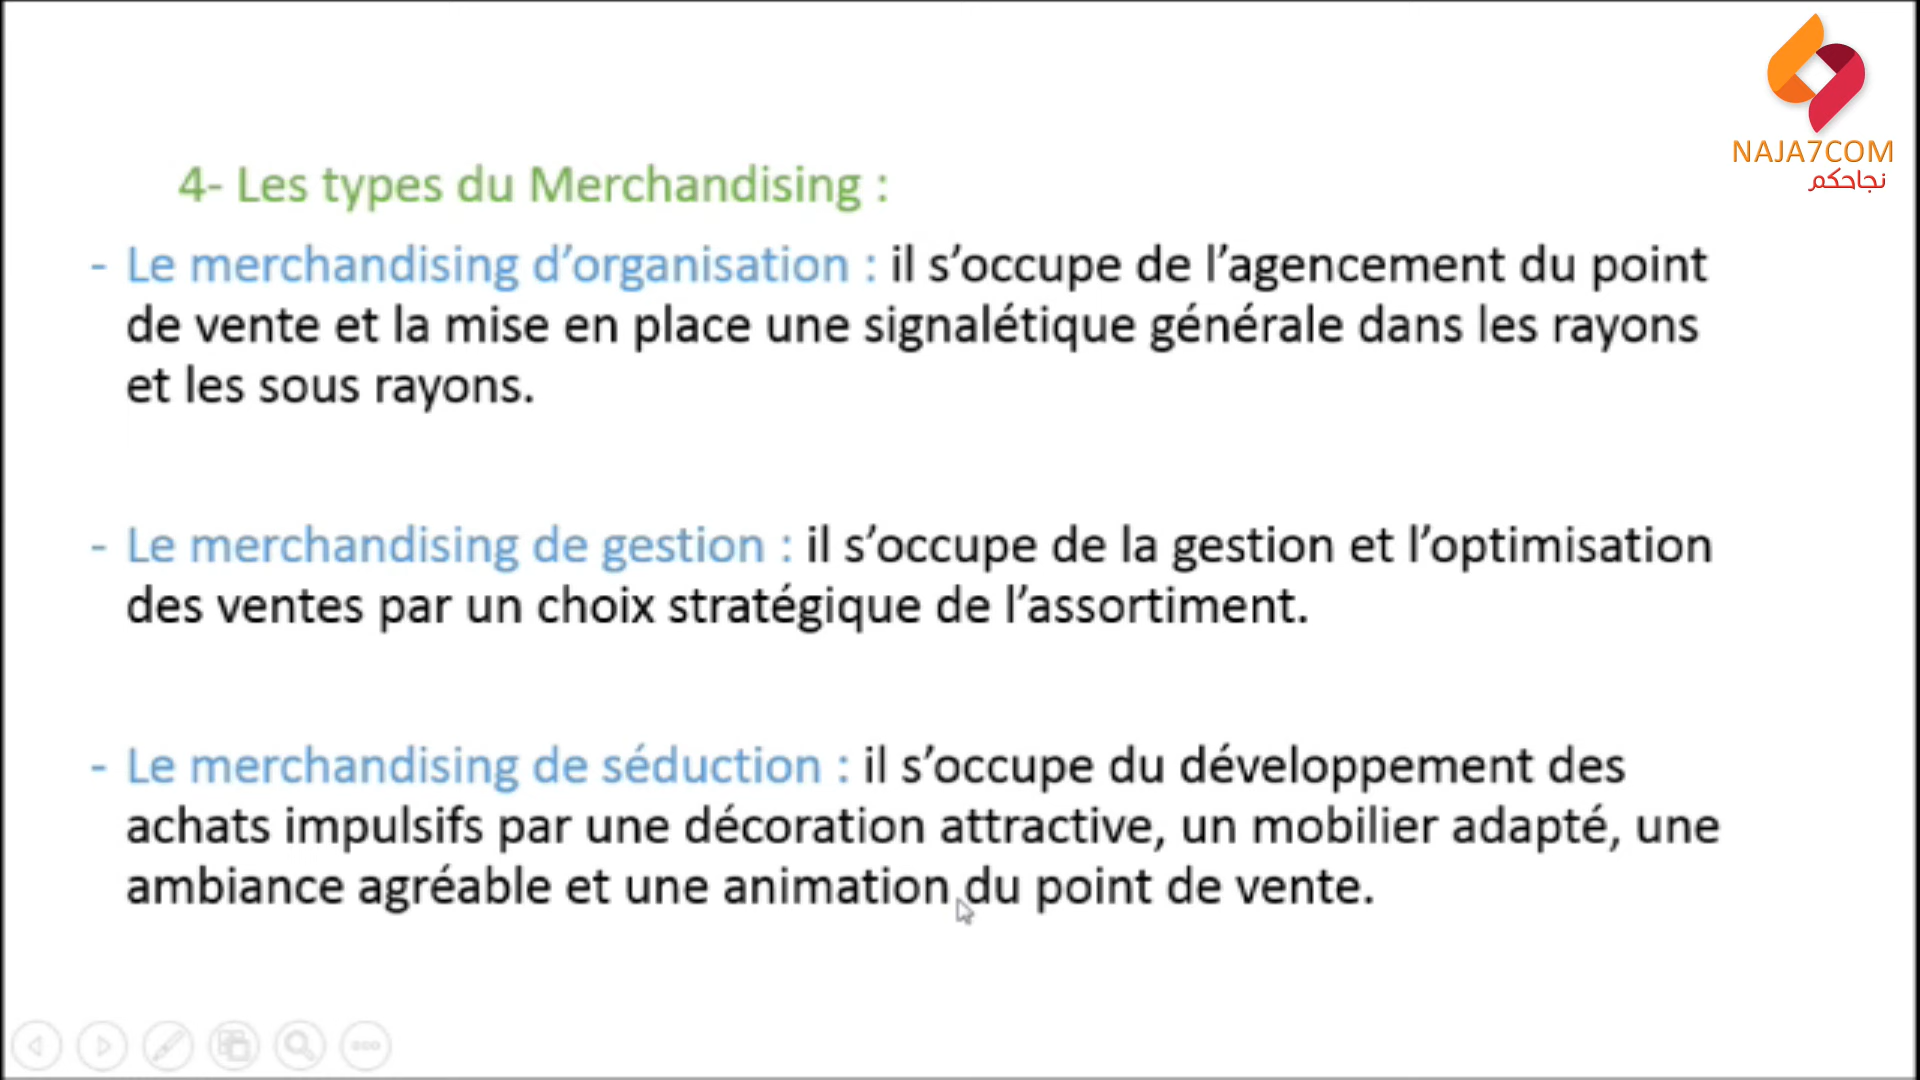 NAJA7COM
نجاحكم
4- Les types du Merchandising :
- Le merchandising d’organisation : il s’occupe de l’agencement du point
de vente et la mise en place une signalétique générale dans les rayons
et les sous rayons.
- Le merchandising de gestion : il s’occupe de la gestion et l’optimisation
des ventes par un choix stratégique de l’assortiment.
- Le merchandising de séduction : il s’occupe du développement des
achats impulsifs par une décoration attractive, un mobilier adapté, une
ambiance agréable et une animation du point de vente.